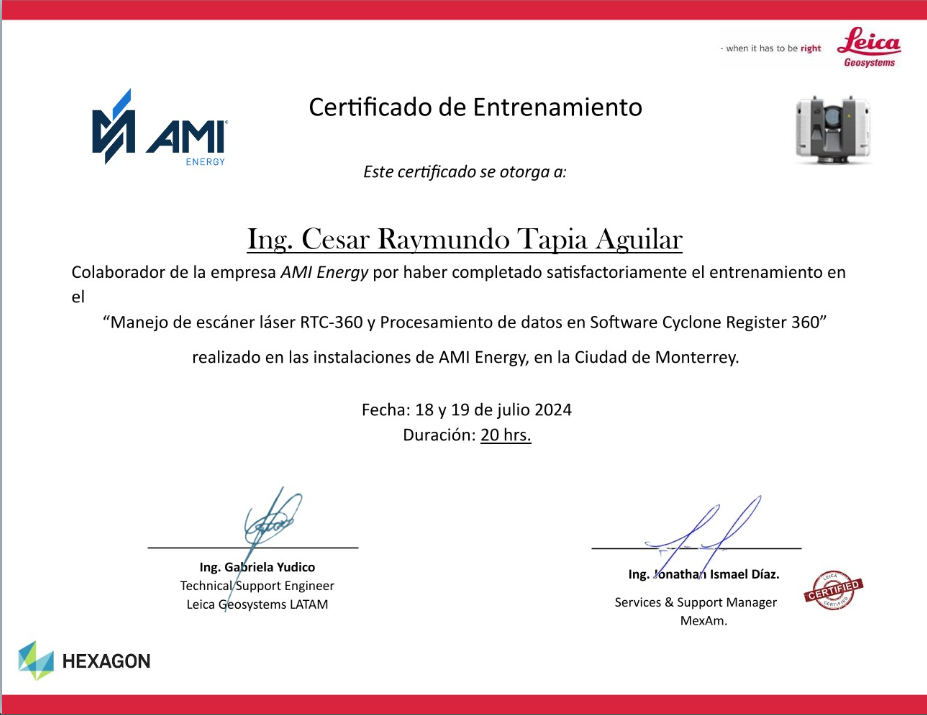 - when it has to be right
Leica
Geosystems
AMI
ENERGY
Certificado de Entrenamiento
Este certificado se otorga a:
Ing. Cesar Raymundo Tapia Aguilar
Colaborador de la empresa AMI Energy por haber completado satisfactoriamente el entrenamiento en
el
“Manejo de escáner láser RTC-360 y Procesamiento de datos en Software Cyclone Register 360”
realizado en las instalaciones de AMI Energy, en la Ciudad de Monterrey.
Fecha: 18 y 19 de julio 2024
Duración: 20 hrs.
Ing. Gabriela Yudico
Technical Support Engineer
Leica Geosystems LATAM
Ing. Jonathan Ismael Díaz.
Services & Support Manager
MexAm.
LEICA
CERTIFIED
CERTIFIED
HEXAGON